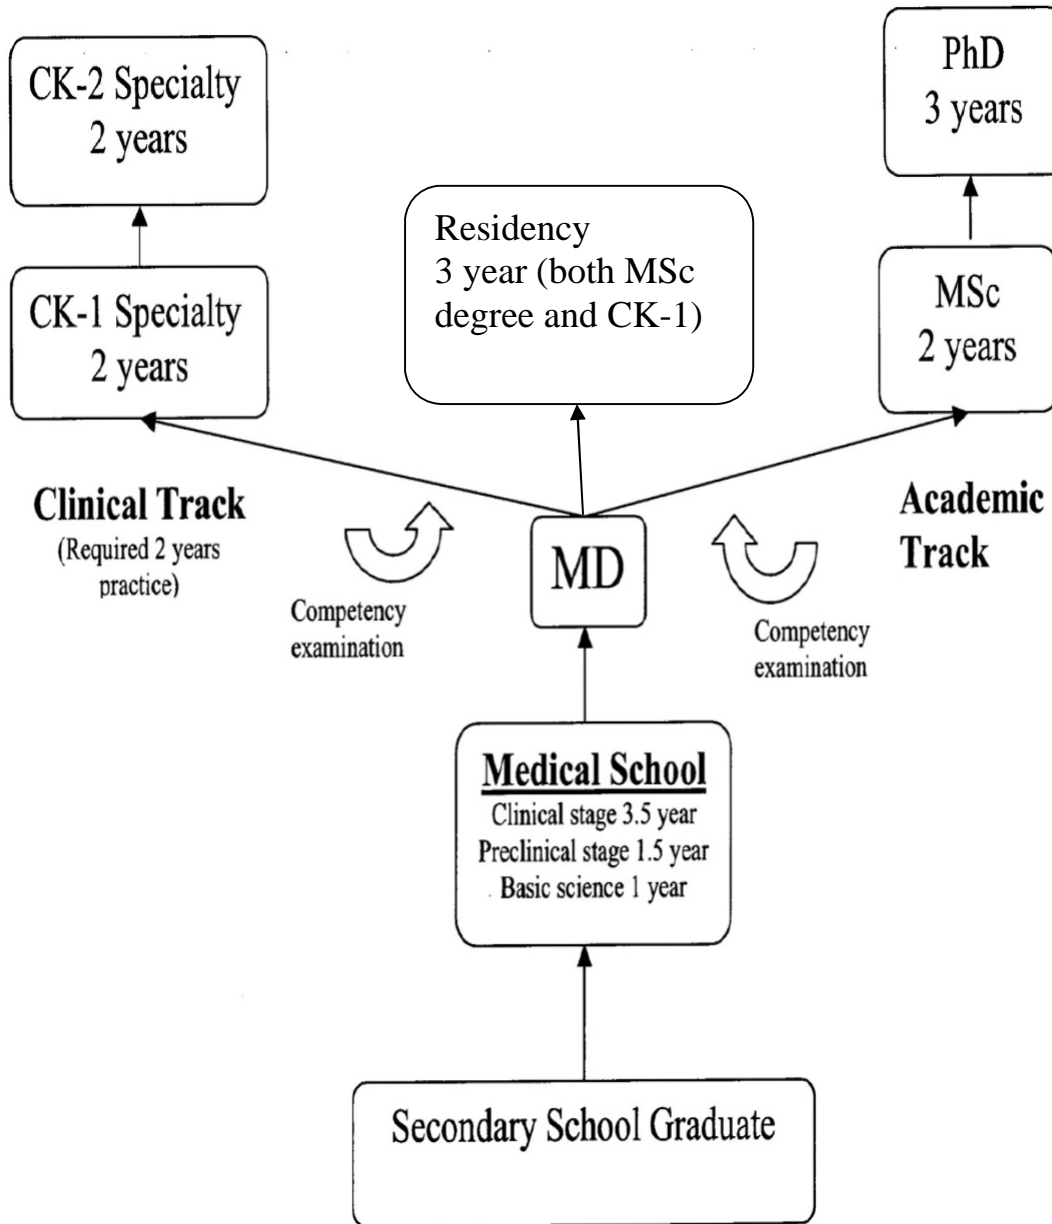 CK-2 Specialty
2 years
PhD
3 years
Residency
3 year (both MSc
degree and CK-1)
CK-1 Specialty
2 years
MSc
2 years
Clinical Track
(Required 2 years
practice)
Academic
Track
MD
Competency
examination
Competency
examination
Medical School
Clinical stage 3.5 year
Preclinical stage 1.5 year
Basic science 1 year
Secondary School Graduate